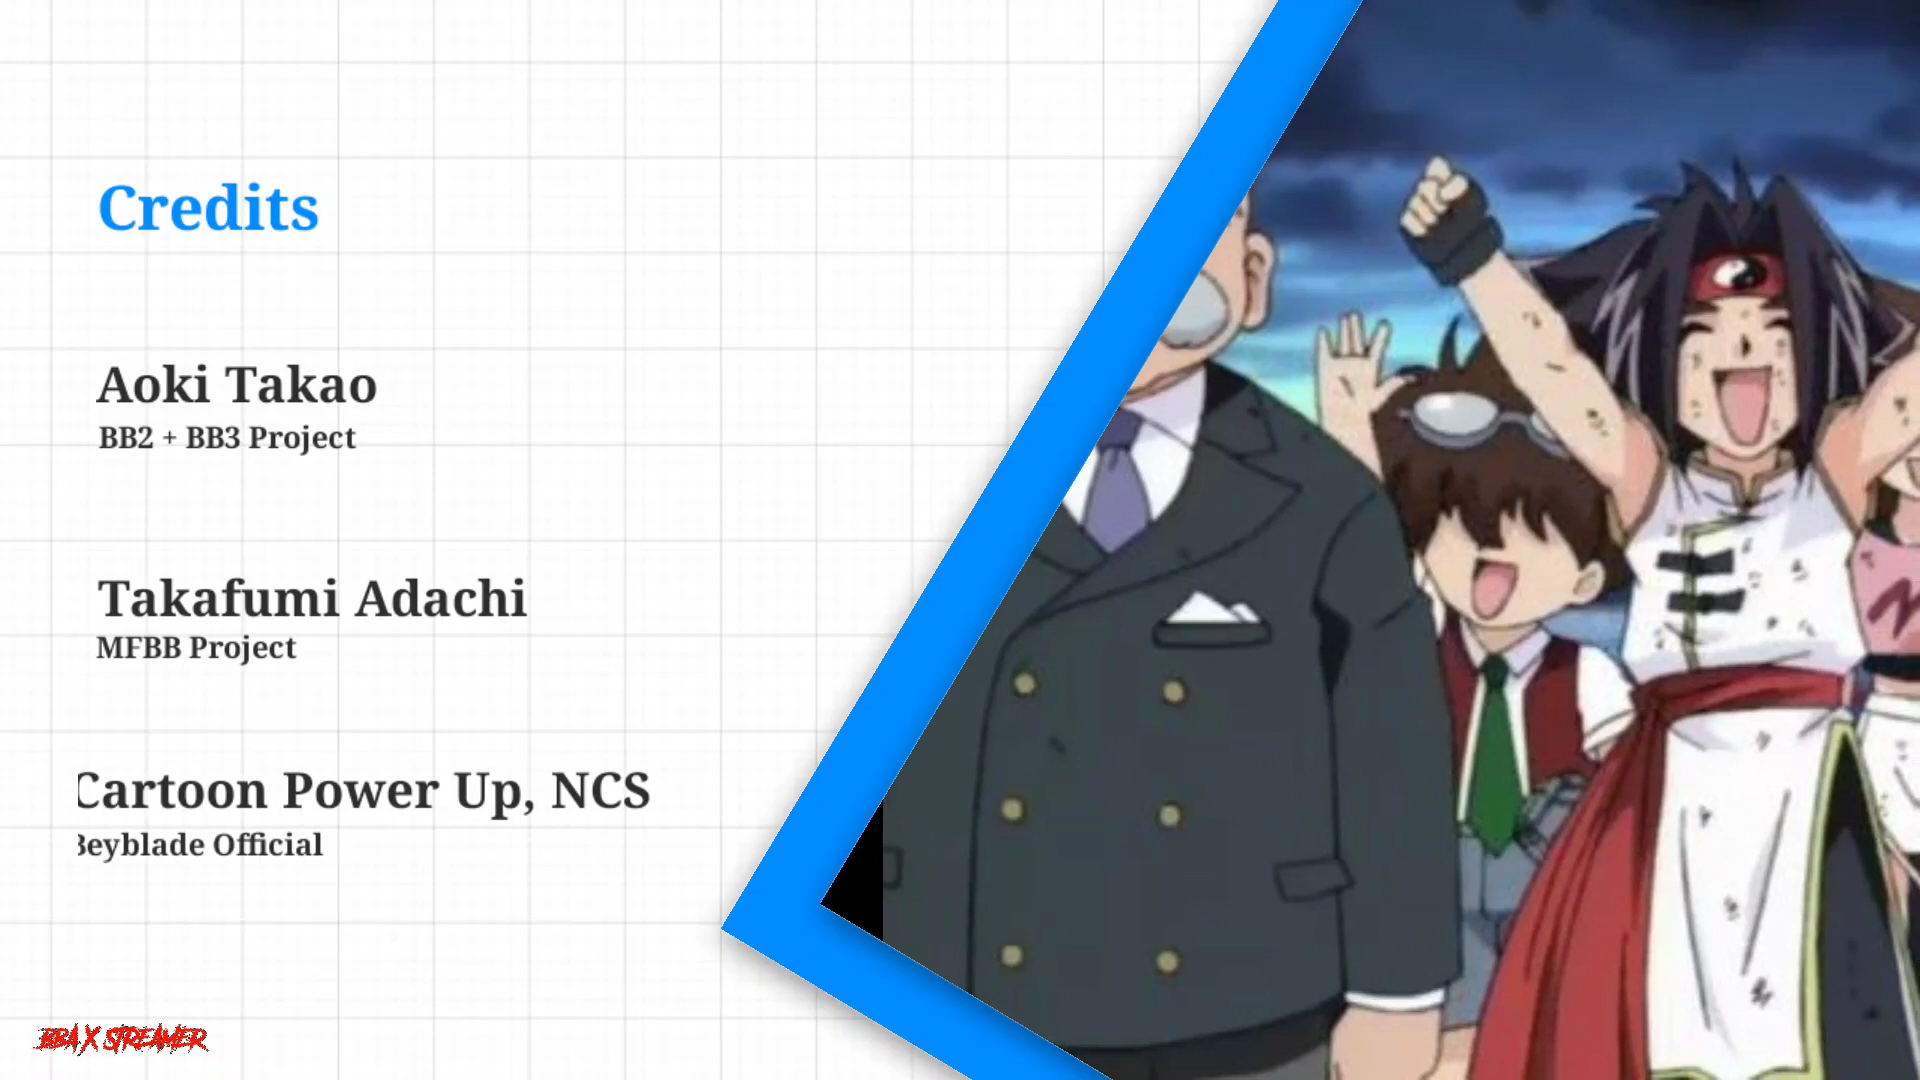 Credits
Aoki Takao
BB2 + BB3 Project
Takafumi Adachi
MFBB Project
Cartoon Power Up, NCS
Beyblade Official
BBA X STREAMER